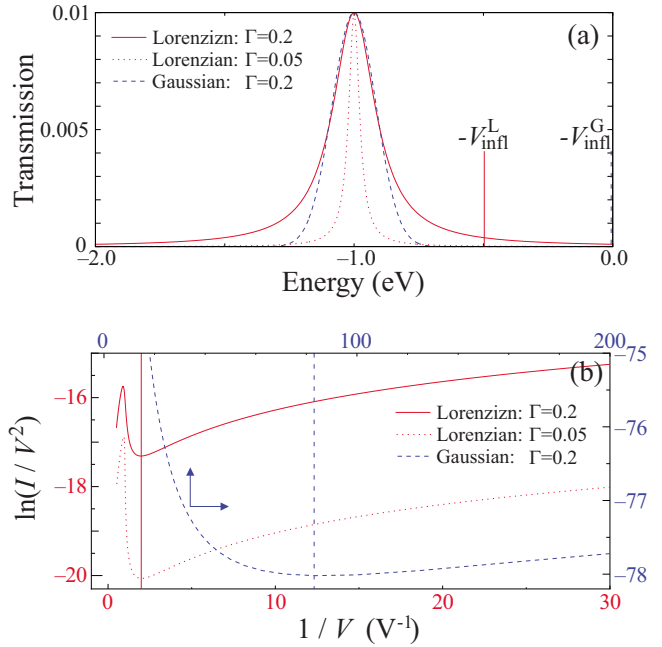 0.01
(a)
Lorenzizn: Γ=0.2
Lorenzian: Γ=0.05
Gaussian: Γ=0.2
Transmission
0.005
-V^L_infl
-V^G_infl
0
−2.0
−1.0
0.0
Energy (eV)
0
100
200
−75
(b)
−16
Lorenzizn: Γ=0.2
Lorenzian: Γ=0.05
Gaussian: Γ=0.2
−76
ln(I / V²)
−18
−77
−20
−78
0
10
20
30
1 / V (V⁻¹)